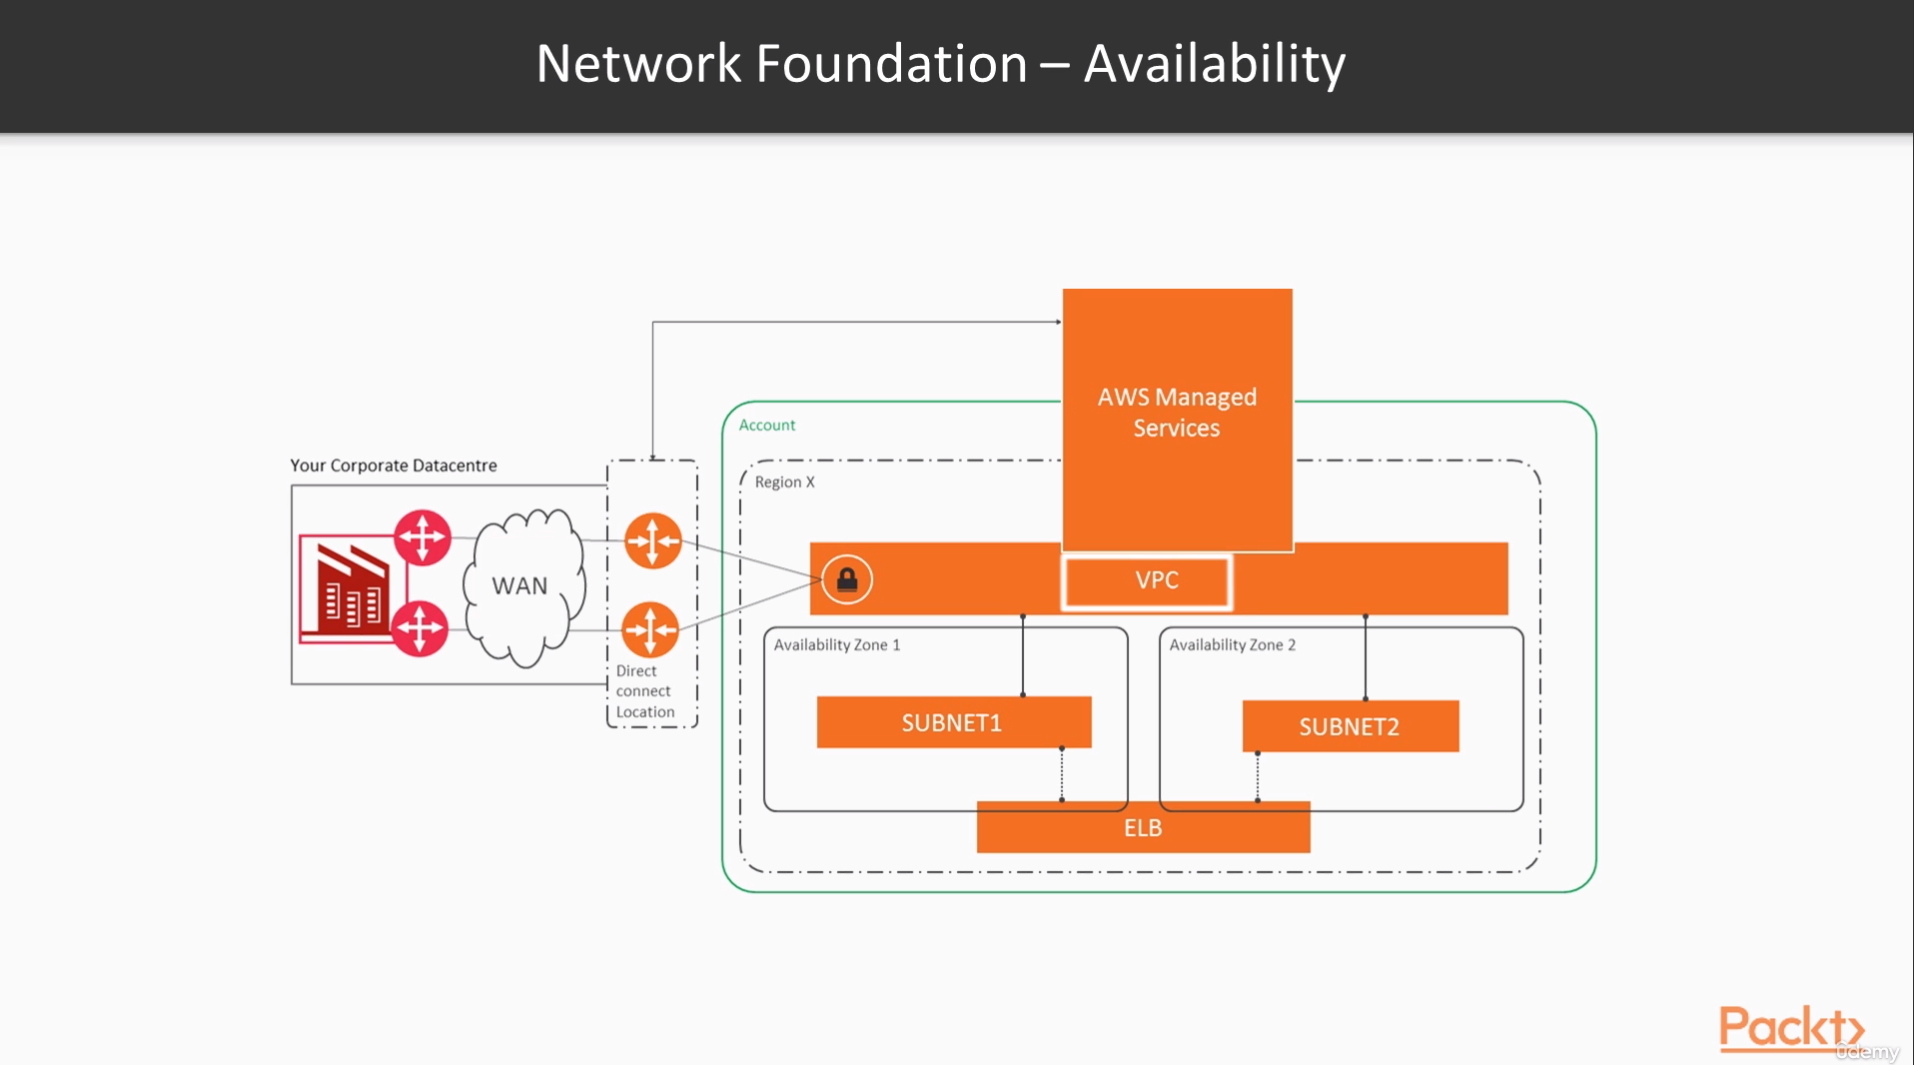 Network Foundation – Availability
AWS Managed
Services
Account
Region X
Your Corporate Datacentre
WAN
Direct
connect
Location
VPC
Availability Zone 1
Availability Zone 2
SUBNET1
SUBNET2
ELB
Packt
ûdemy